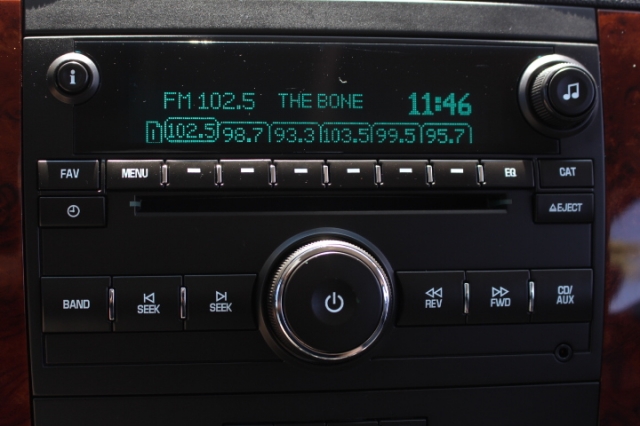 i
FM 102.5 THE BONE 11:46
1 102.5 98.7 93.3 103.5 99.5 95.7
FAV MENU EQ CAT
EJECT
BAND SEEK SEEK REV FWD CD/AUX